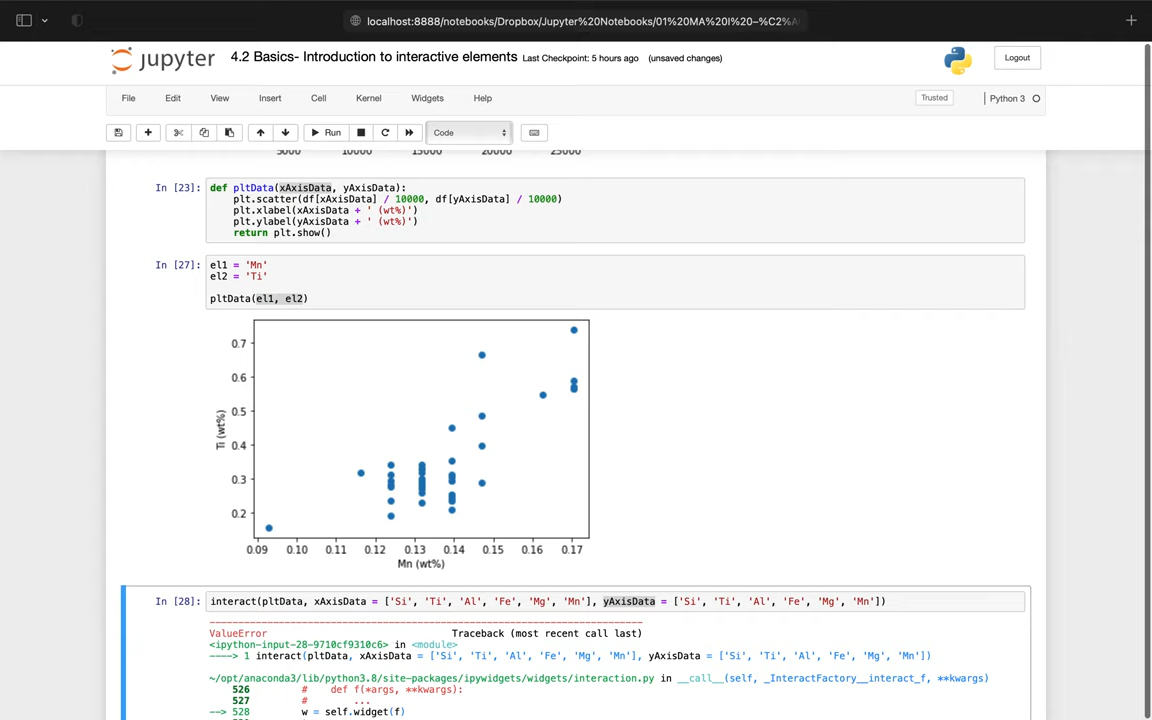 localhost:8888/notebooks/Dropbox/Jupyter%20Notebooks/01%20MA%20I%20–%C2%A
jupyter 4.2 Basics- Introduction to interactive elements Last Checkpoint: 5 hours ago (unsaved changes) Logout
File Edit View Insert Cell Kernel Widgets Help Trusted Python 3
Run Code
5000 10000 15000 20000 25000
In [23]: def pltData(xAxisData, yAxisData):
plt.scatter(df[xAxisData] / 10000, df[yAxisData] / 10000)
plt.xlabel(xAxisData + ' (wt%)')
plt.ylabel(yAxisData + ' (wt%)')
return plt.show()
In [27]: el1 = 'Mn'
el2 = 'Ti'
pltData(el1, el2)
0.7
0.6
0.5
0.4
0.3
0.2
Ti (wt%)
0.09 0.10 0.11 0.12 0.13 0.14 0.15 0.16 0.17
Mn (wt%)
In [28]: interact(pltData, xAxisData = ['Si', 'Ti', 'Al', 'Fe', 'Mg', 'Mn'], yAxisData = ['Si', 'Ti', 'Al', 'Fe', 'Mg', 'Mn'])
---------------------------------------------------------------------------
ValueError Traceback (most recent call last)
<ipython-input-28-9710cf9310c6> in <module>
----> 1 interact(pltData, xAxisData = ['Si', 'Ti', 'Al', 'Fe', 'Mg', 'Mn'], yAxisData = ['Si', 'Ti', 'Al', 'Fe', 'Mg', 'Mn'])
~/opt/anaconda3/lib/python3.8/site-packages/ipywidgets/widgets/interaction.py in __call__(self, _InteractFactory__interact_f, **kwargs)
526 # def f(*args, **kwargs):
527 # ...
--> 528 w = self.widget(f)